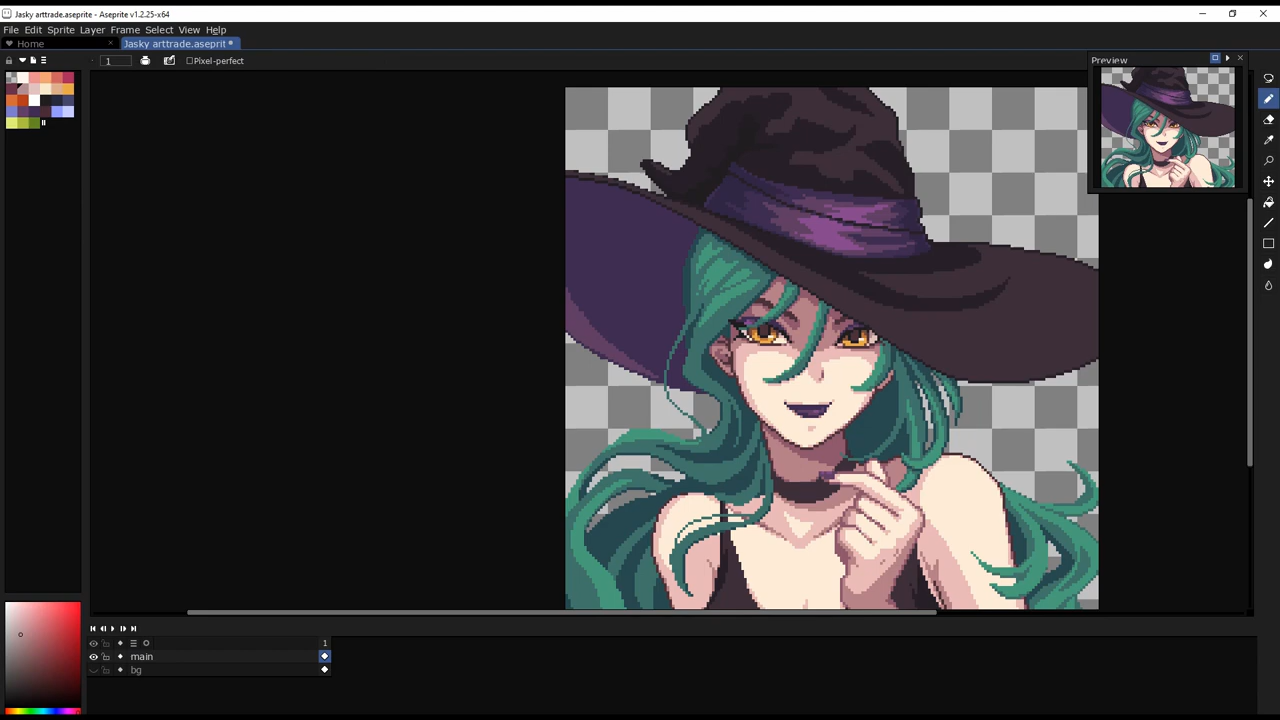 Jasky arttrade.aseprite - Aseprite v1.2.25-x64
File Edit Sprite Layer Frame Select View Help
Home × Jasky arttrade.aseprit *
1 Pixel-perfect
Preview
1
main
bg